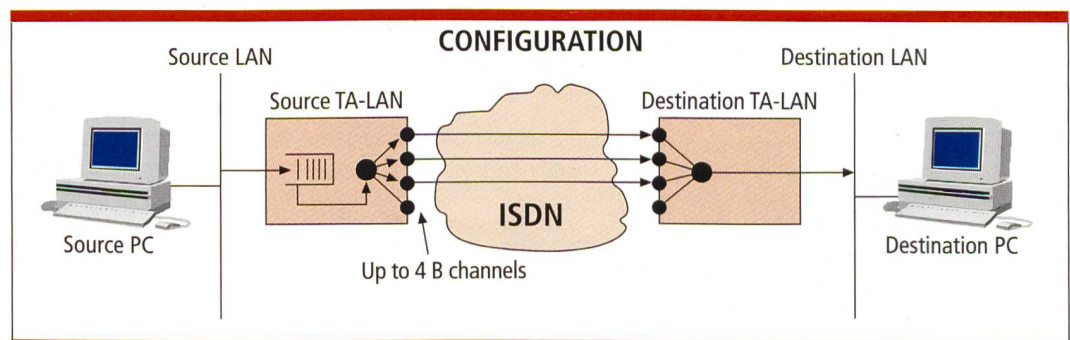 CONFIGURATION
Source LAN
Destination LAN
Source TA-LAN
Destination TA-LAN
ISDN
Source PC
Destination PC
Up to 4 B channels